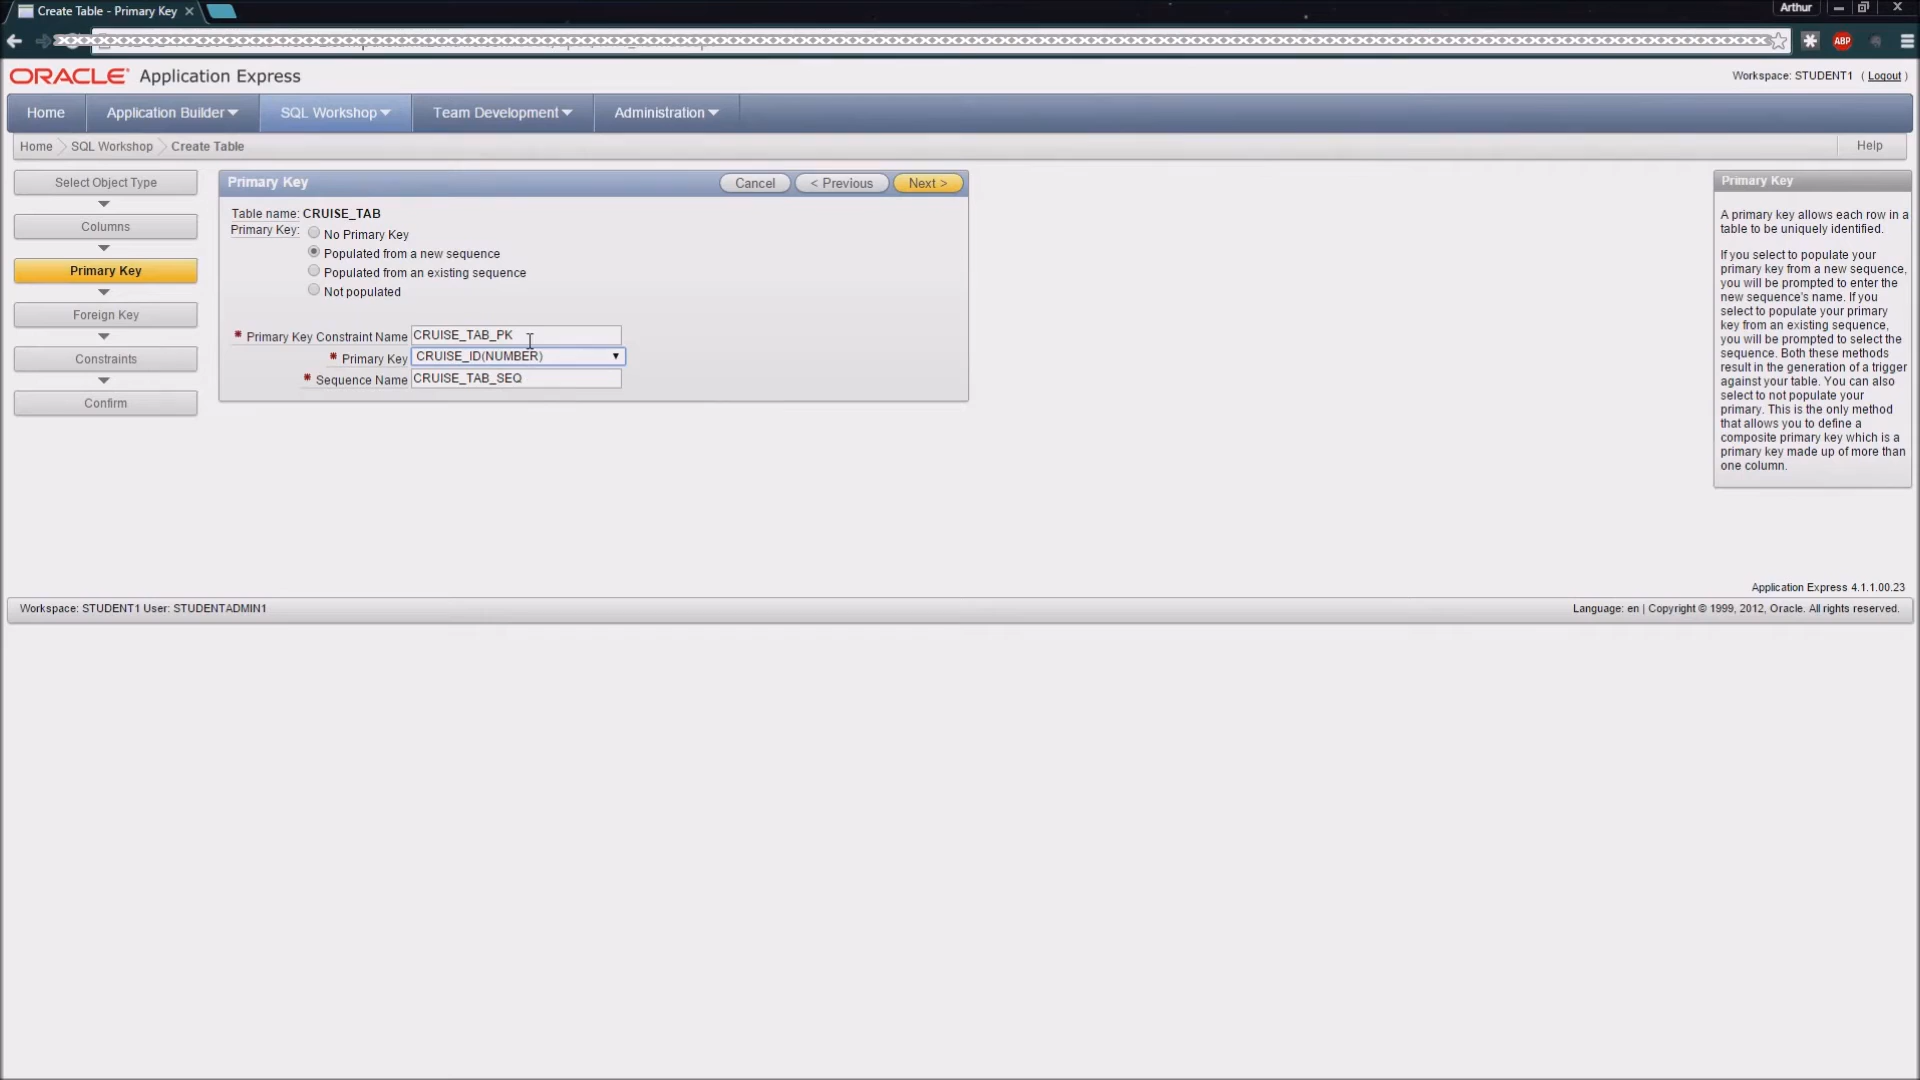 Create Table - Primary Key
Arthur
ABP
ORACLE Application Express
Workspace: STUDENT1 ( Logout )
Home
Application Builder
SQL Workshop
Team Development
Administration
Home
SQL Workshop
Create Table
Help
Select Object Type
Columns
Primary Key
Foreign Key
Constraints
Confirm
Primary Key
Cancel
< Previous
Next >
Table name: CRUISE_TAB
Primary Key:
No Primary Key
Populated from a new sequence
Populated from an existing sequence
Not populated
* Primary Key Constraint Name CRUISE_TAB_PK
* Primary Key CRUISE_ID(NUMBER)
* Sequence Name CRUISE_TAB_SEQ
Primary Key
A primary key allows each row in a
table to be uniquely identified.
If you select to populate your
primary key from a new sequence,
you will be prompted to enter the
new sequence's name. If you
select to populate your primary
key from an existing sequence,
you will be prompted to select the
sequence. Both these methods
result in the generation of a trigger
against your table. You can also
select to not populate your
primary. This is the only method
that allows you to define a
composite primary key which is a
primary key made up of more than
one column.
Application Express 4.1.1.00.23
Workspace: STUDENT1 User: STUDENTADMIN1
Language: en | Copyright © 1999, 2012, Oracle. All rights reserved.